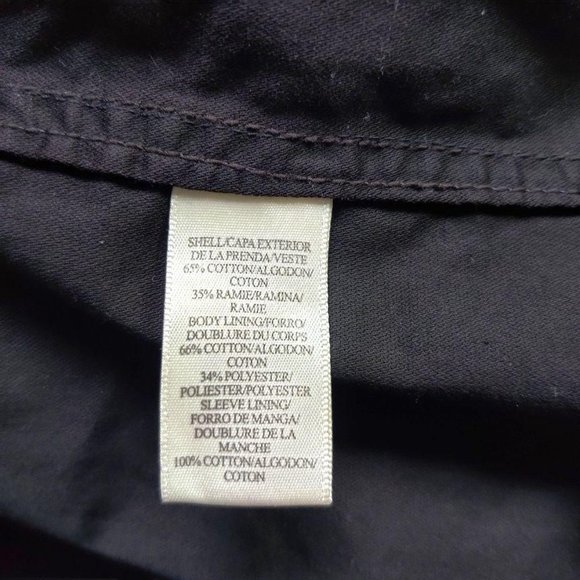 SHELL/CAPA EXTERIOR
DE LA PRENDA/VESTE
65% COTTON/ALGODON/
COTON
35% RAMIE/RAMINA/
RAMIE
BODY LINING/FORRO/
DOUBLURE DU CORPS
66% COTTON/ALGODON/
COTON
34% POLYESTER/
POLIESTER/POLYESTER
SLEEVE LINING/
FORRO DE MANGA/
DOUBLURE DE LA
MANCHE
100% COTTON/ALGODON/
COTON